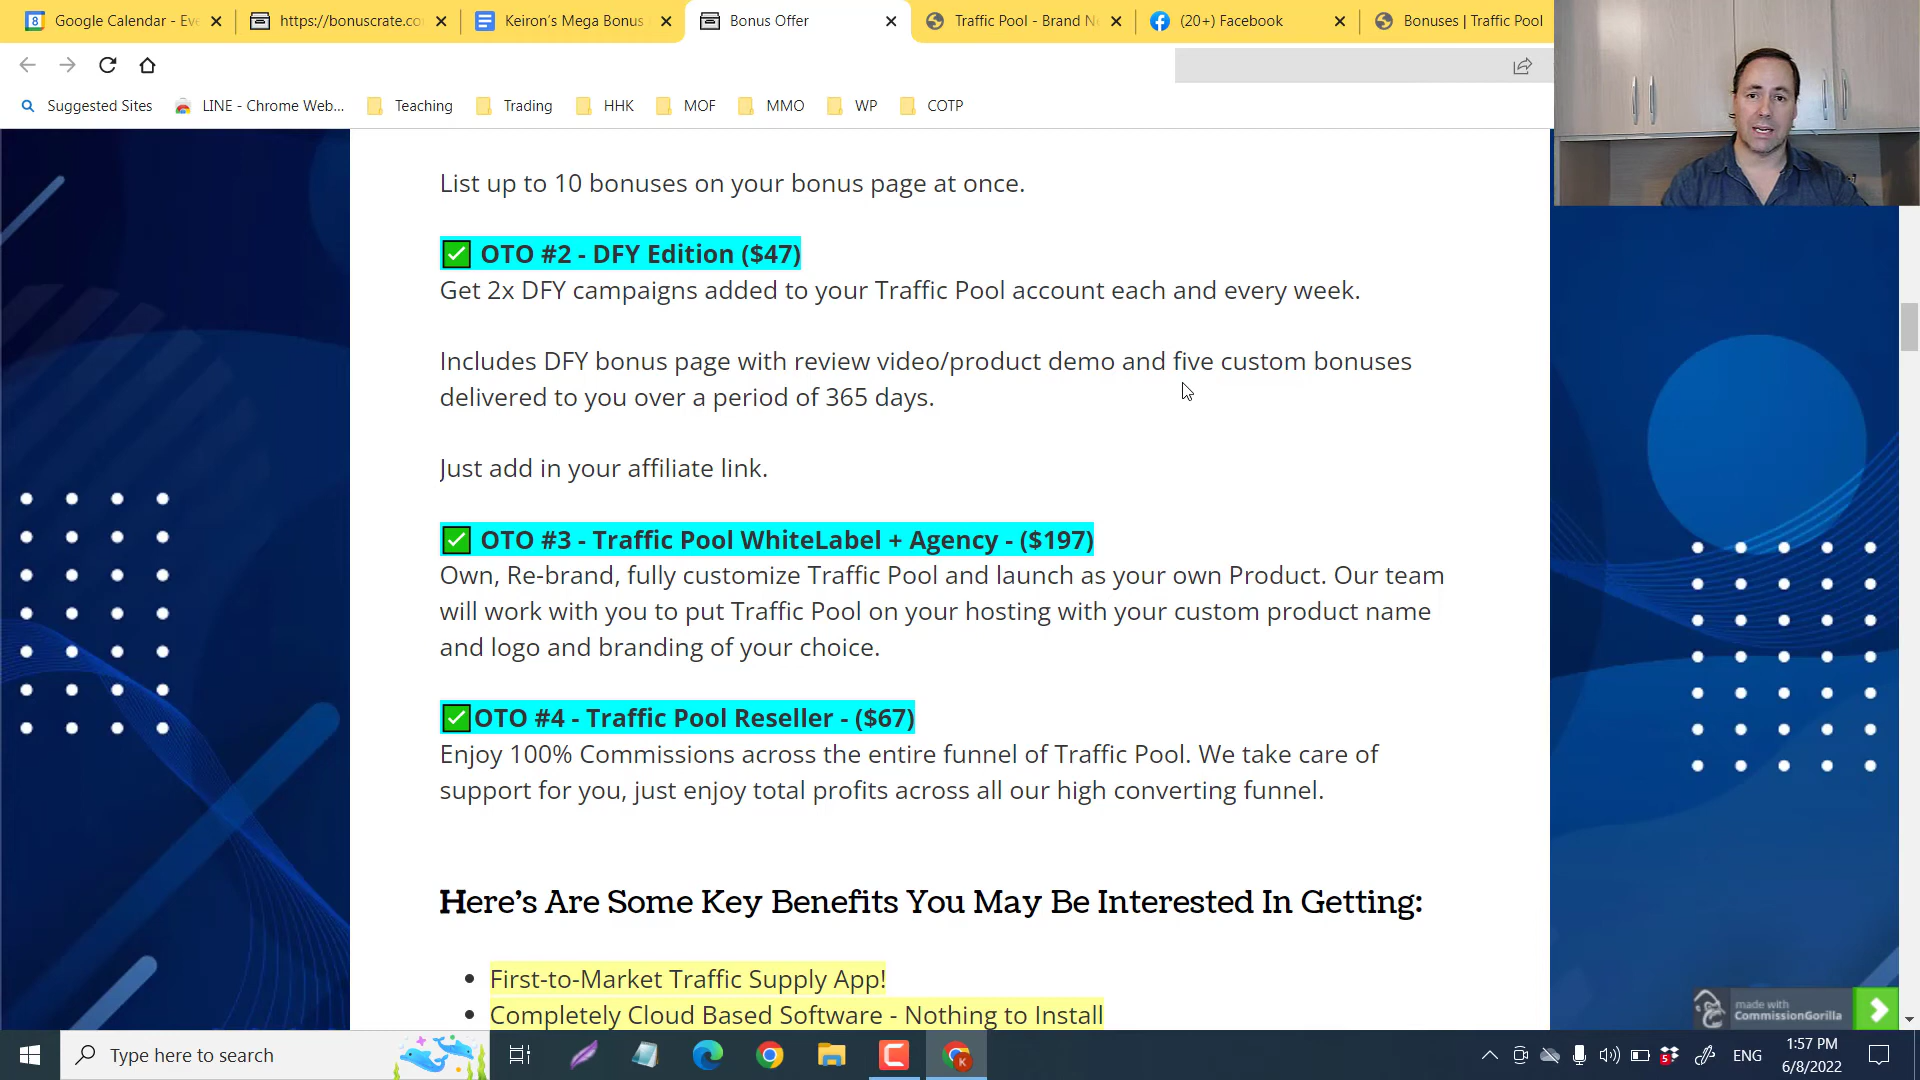 Google Calendar - Eve
https://bonuscrate.co
Keiron's Mega Bonus
Bonus Offer
Traffic Pool - Brand N
(20+) Facebook
Bonuses | Traffic Pool
Suggested Sites
LINE - Chrome Web...
Teaching
Trading
HHK
MOF
MMO
WP
COTP
List up to 10 bonuses on your bonus page at once.
OTO #2 - DFY Edition ($47)
Get 2x DFY campaigns added to your Traffic Pool account each and every week.
Includes DFY bonus page with review video/product demo and five custom bonuses
delivered to you over a period of 365 days.
Just add in your affiliate link.
OTO #3 - Traffic Pool WhiteLabel + Agency - ($197)
Own, Re-brand, fully customize Traffic Pool and launch as your own Product. Our team
will work with you to put Traffic Pool on your hosting with your custom product name
and logo and branding of your choice.
OTO #4 - Traffic Pool Reseller - ($67)
Enjoy 100% Commissions across the entire funnel of Traffic Pool. We take care of
support for you, just enjoy total profits across all our high converting funnel.
Here's Are Some Key Benefits You May Be Interested In Getting:
First-to-Market Traffic Supply App!
Completely Cloud Based Software - Nothing to Install
made with
CommissionGorilla
Type here to search
ENG
1:57 PM
6/8/2022